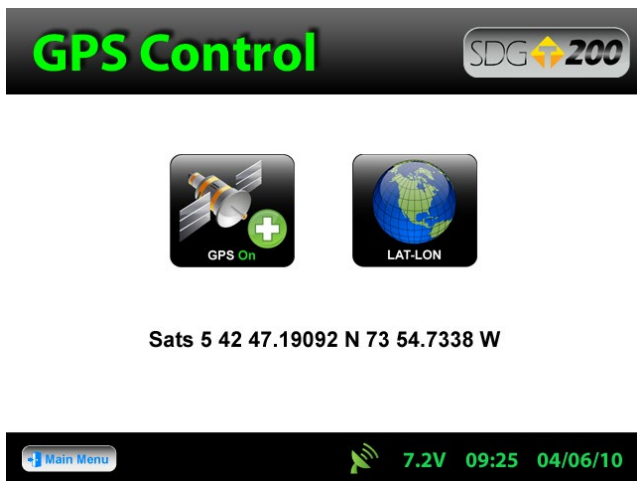 GPS Control
SDG 200
GPS On
LAT-LON
Sats 5 42 47.19092 N 73 54.7338 W
Main Menu
7.2V 09:25 04/06/10